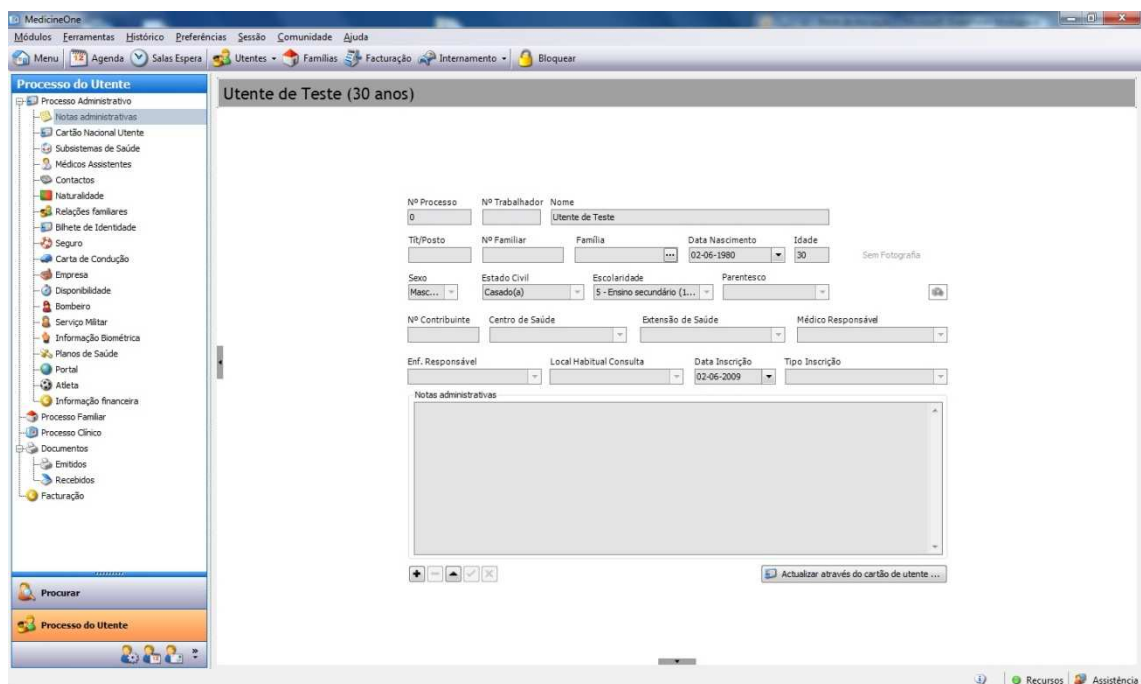 MedicineOne
Módulos Ferramentas Histórico Preferências Sessão Comunidade Ajuda
Menu 12 Agenda Salas Espera Utentes Famílias Facturação Internamento Bloquear
Processo do Utente
Processo Administrativo
Notas administrativas
Cartão Nacional Utente
Subsistemas de Saúde
Médicos Assistentes
Contactos
Naturalidade
Relações familiares
Bilhete de Identidade
Seguro
Carta de Condução
Empresa
Disponibilidade
Bombeiro
Serviço Militar
Informação Biométrica
Planos de Saúde
Portal
Atleta
Informação financeira
Processo Familiar
Processo Clínico
Documentos
Emitidos
Recebidos
Facturação
Procurar
Processo do Utente
Utente de Teste (30 anos)
Nº Processo Nº Trabalhador Nome
0 Utente de Teste
Tít/Posto Nº Familiar Família Data Nascimento Idade
... 02-06-1980 30 Sem Fotografia
Sexo Estado Civil Escolaridade Parentesco
Masc... Casado(a) 5 - Ensino secundário (1...
Nº Contribuinte Centro de Saúde Extensão de Saúde Médico Responsável
Enf. Responsável Local Habitual Consulta Data Inscrição Tipo Inscrição
02-06-2009
Notas administrativas
Actualizar através do cartão de utente ...
Recursos Assistência